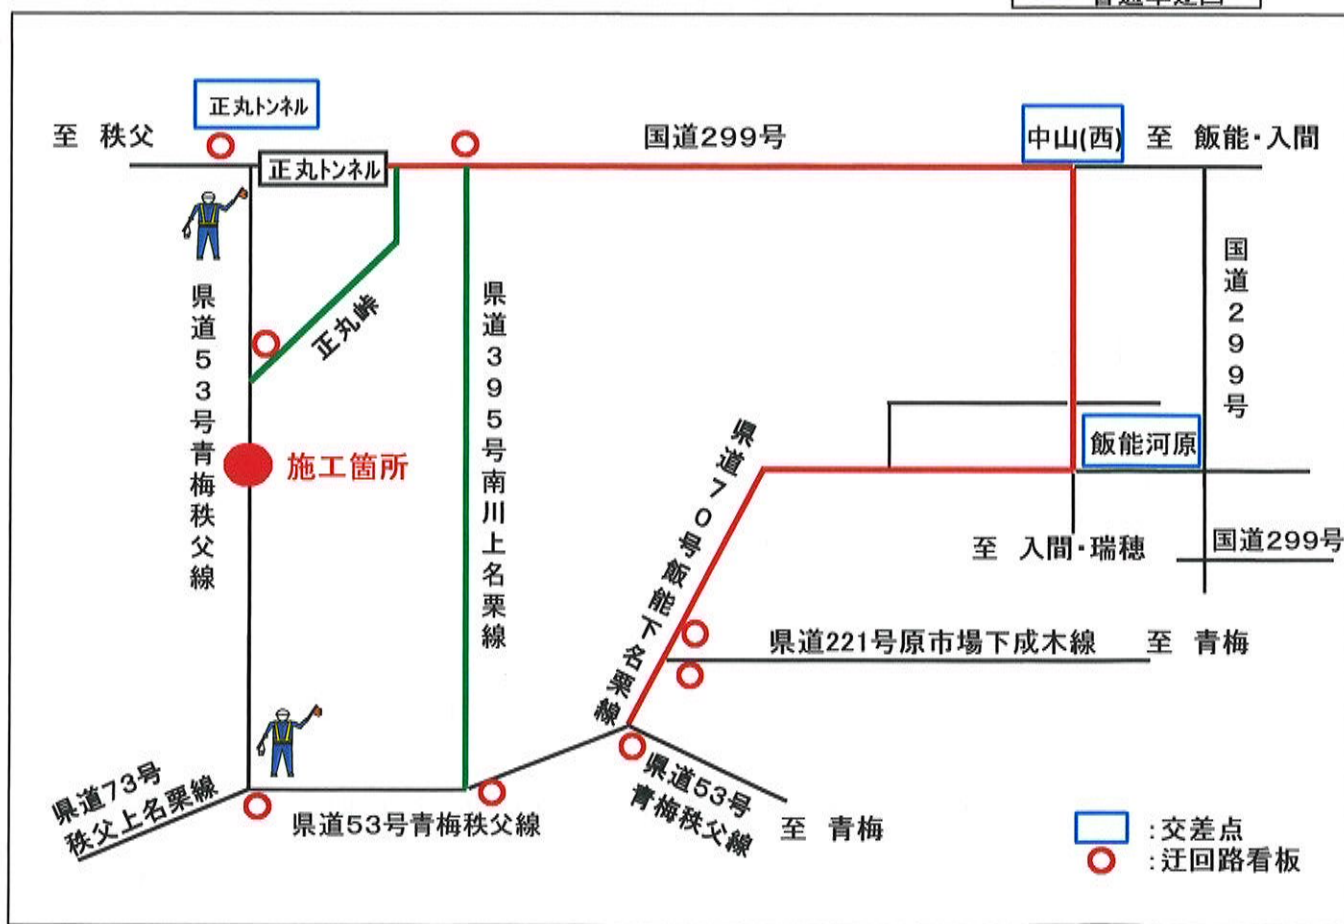 正丸トンネル
至 秩父
国道299号
中山(西)
至 飯能・入間
正丸トンネル
国道299号
県道53号青梅秩父線
正丸峠
県道395号南川上名栗線
施工箇所
県道70号飯能下名栗線
飯能河原
至 入間・瑞穂
国道299号
県道221号原市場下成木線
至 青梅
県道73号
秩父上名栗線
県道53号青梅秩父線
県道53号
青梅秩父線
至 青梅
:交差点
:迂回路看板